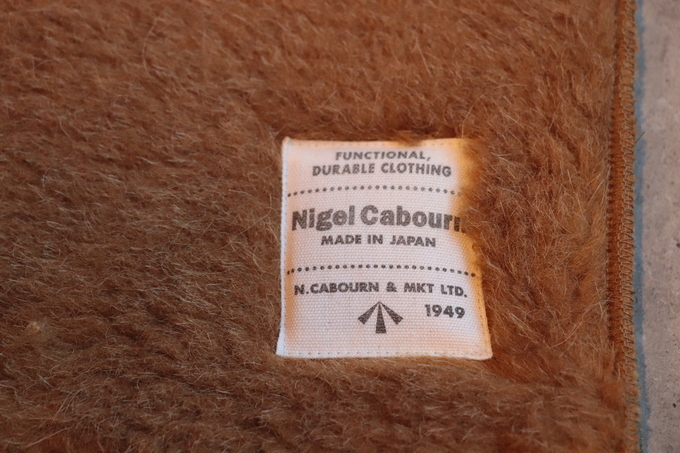 FUNCTIONAL,
DURABLE CLOTHING
Nigel Cabourn
MADE IN JAPAN
N.CABOURN & MKT LTD.
1949